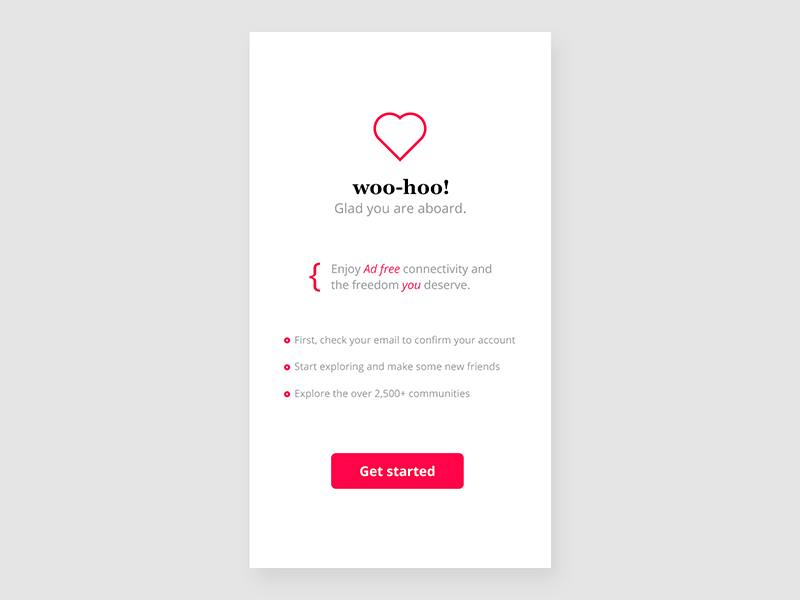 woo-hoo!
Glad you are aboard.
{ Enjoy Ad free connectivity and
the freedom you deserve.
First, check your email to confirm your account
Start exploring and make some new friends
Explore the over 2,500+ communities
Get started